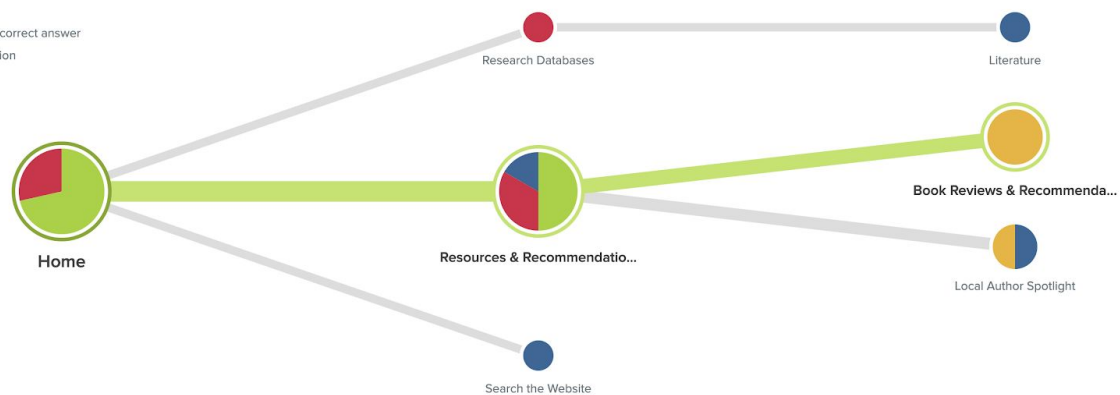 correct answer
ion
Research Databases
Literature
Book Reviews & Recommenda...
Home
Resources & Recommendatio...
Local Author Spotlight
Search the Website